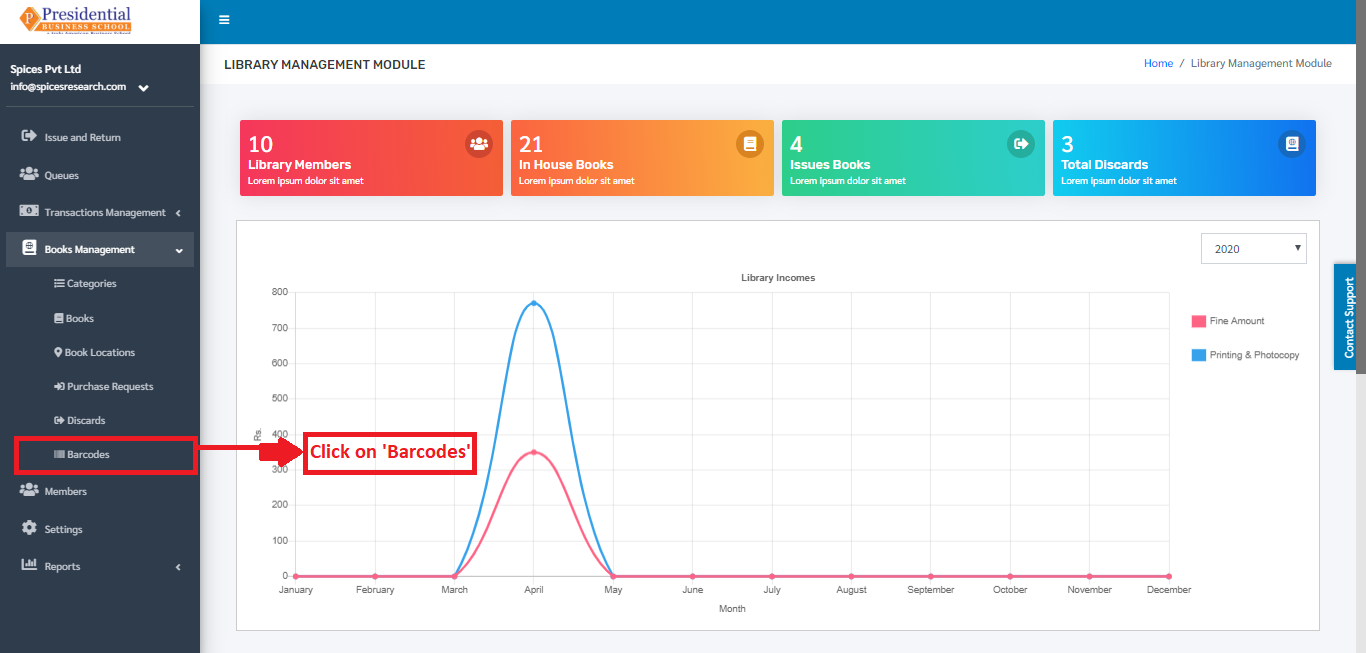 Presidential
BUSINESS SCHOOL
Spices Pvt Ltd
info@spicesresearch.com
Issue and Return
Queues
Transactions Management
Books Management
Categories
Books
Book Locations
Purchase Requests
Discards
Barcodes
Members
Settings
Reports
LIBRARY MANAGEMENT MODULE
Home / Library Management Module
10
Library Members
Lorem ipsum dolor sit amet
21
In House Books
Lorem ipsum dolor sit amet
4
Issues Books
Lorem ipsum dolor sit amet
3
Total Discards
Lorem ipsum dolor sit amet
2020
Library Incomes
800
700
600
500
400
300
200
100
0
Rs.
January February March April May June July August September October November December
Month
Fine Amount
Printing & Photocopy
Click on 'Barcodes'
Contact Support